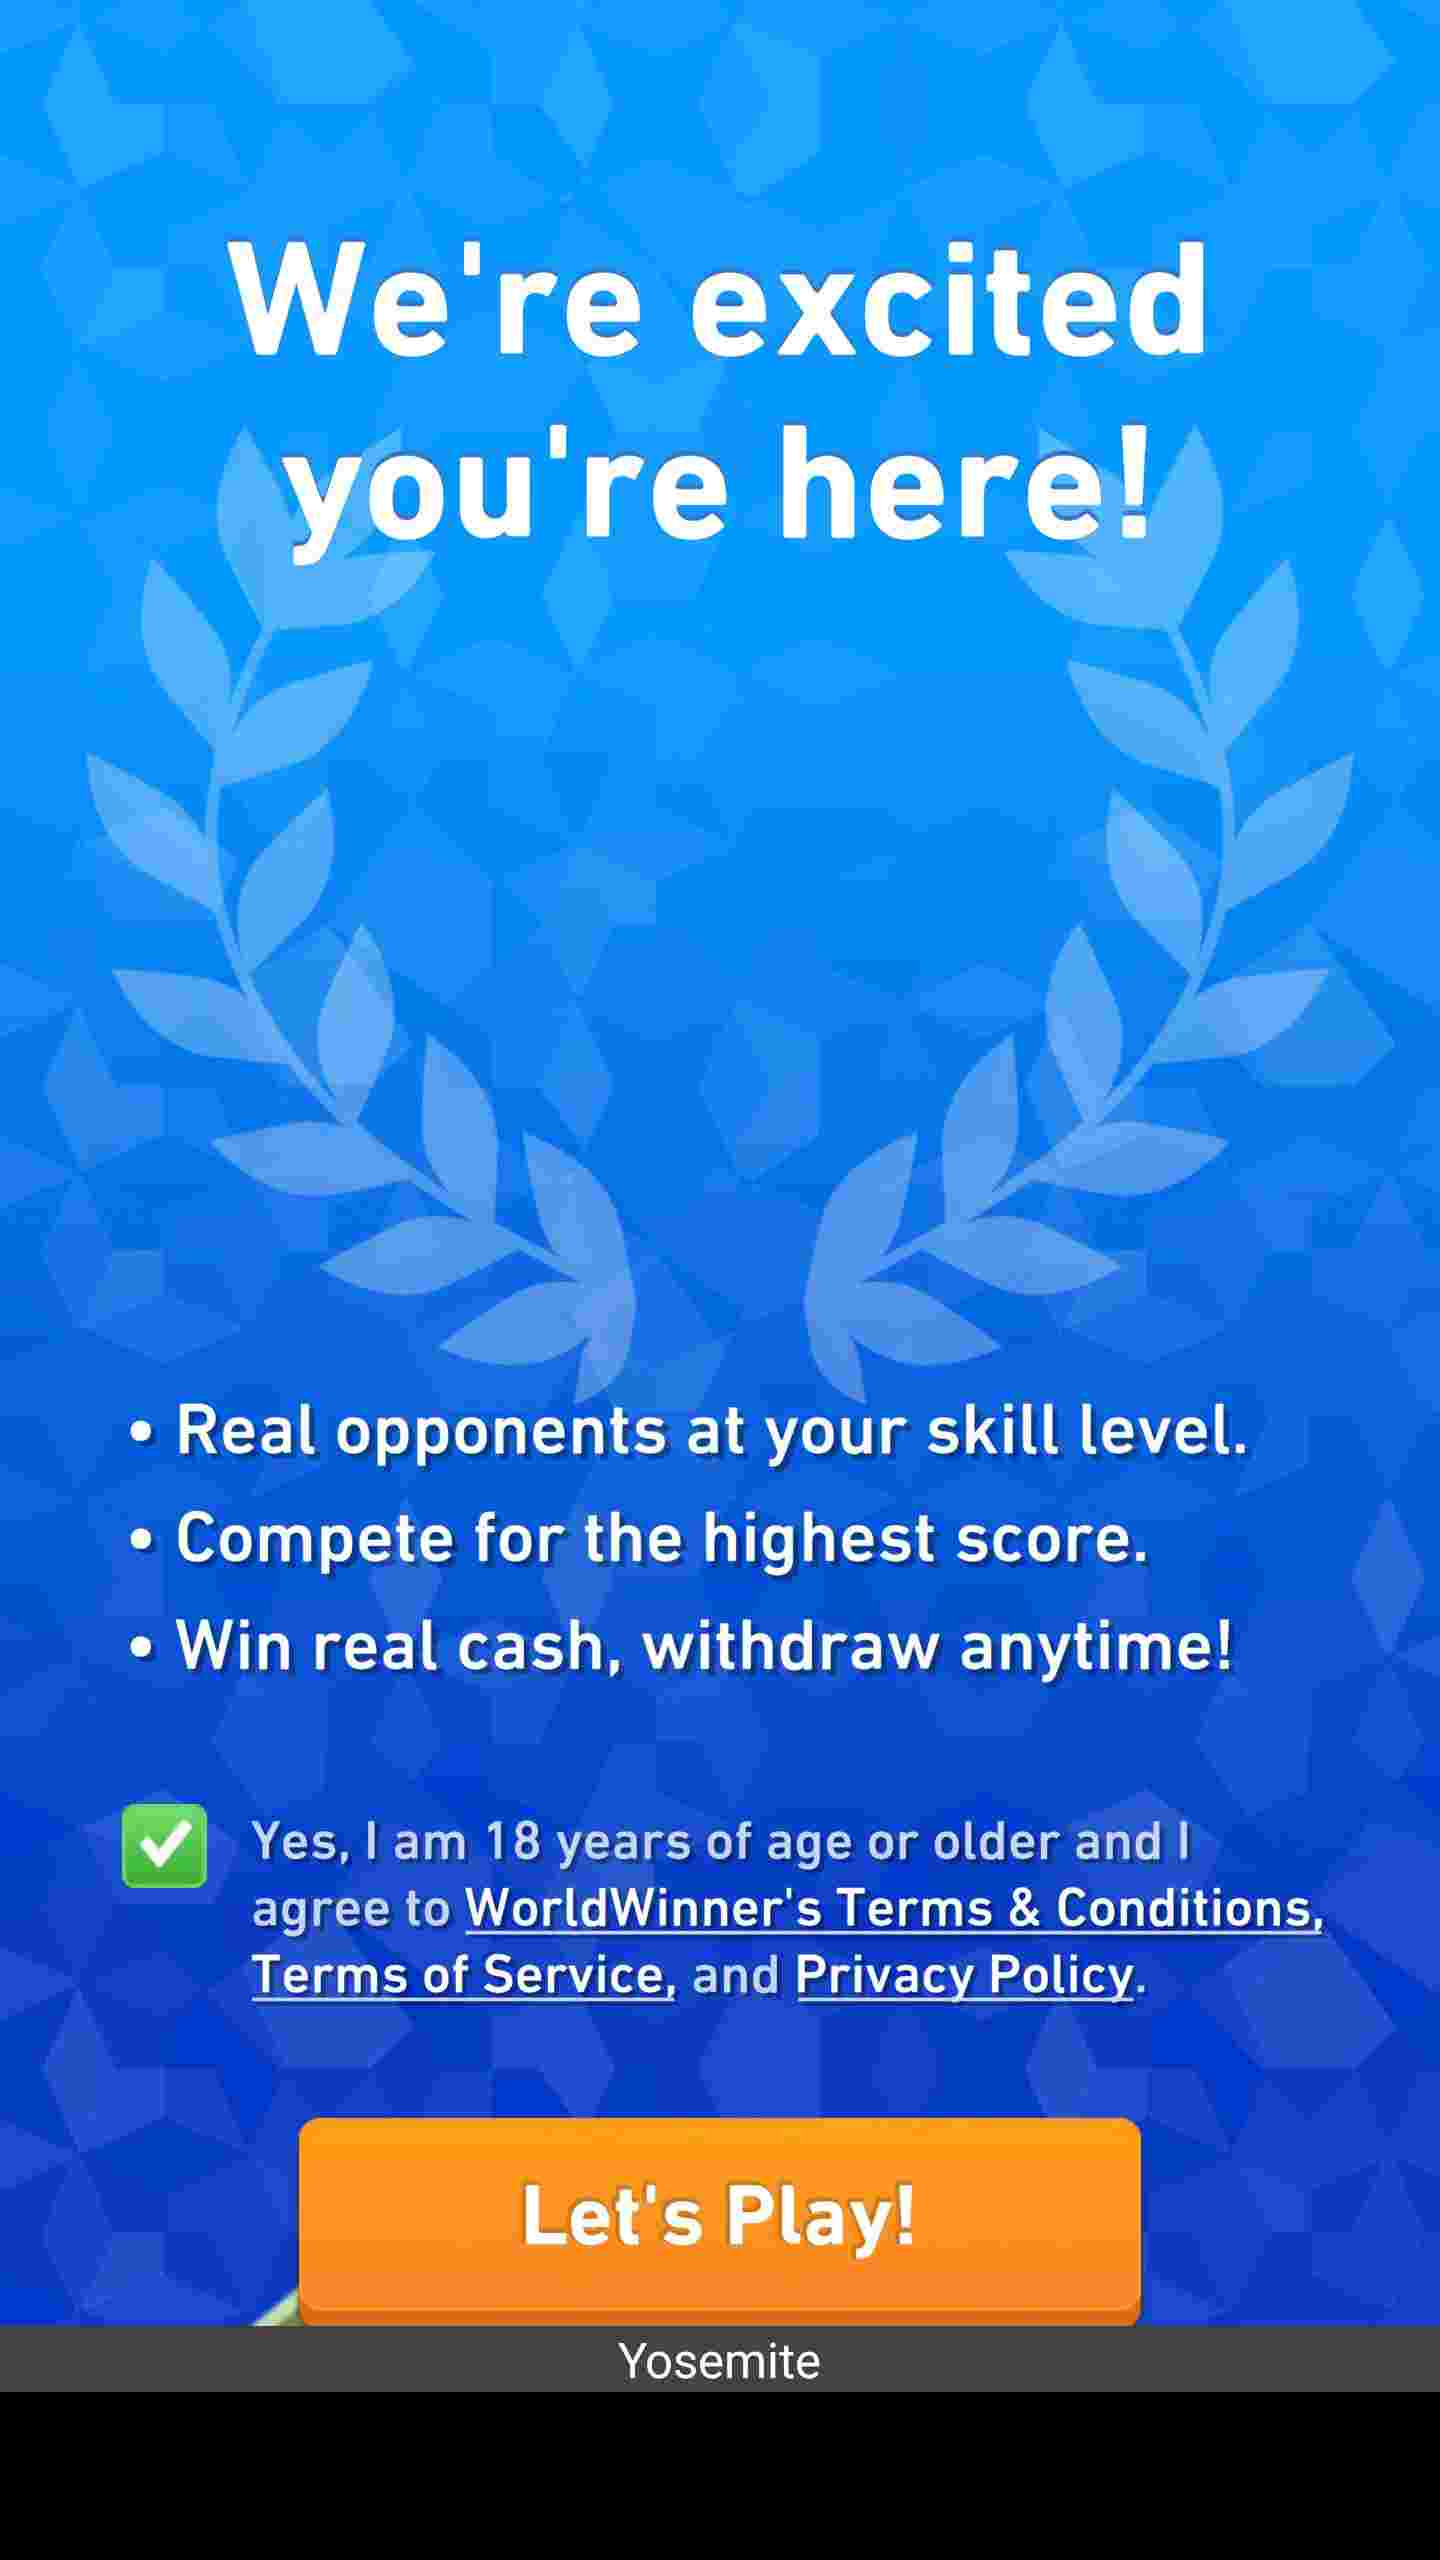 We're excited
you're here!
• Real opponents at your skill level.
• Compete for the highest score.
• Win real cash, withdraw anytime!
Yes, I am 18 years of age or older and I
agree to WorldWinner's Terms & Conditions,
Terms of Service, and Privacy Policy.
Let's Play!
Yosemite